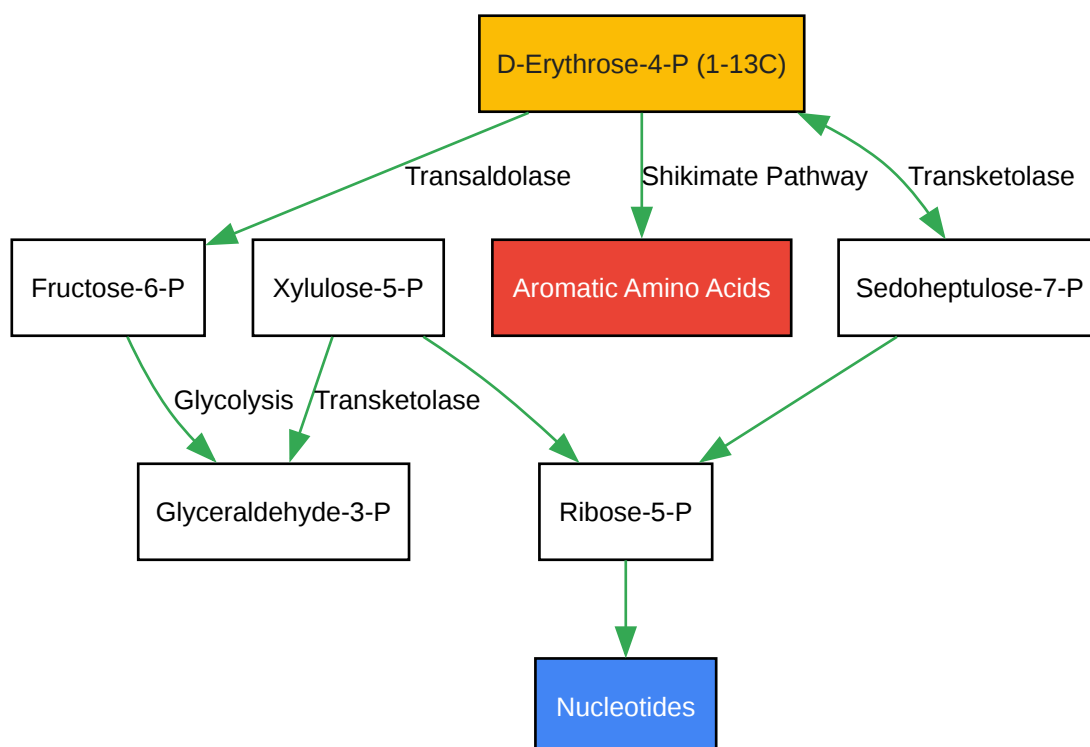 D-Erythrose-4-P (1-13C)
Transaldolase
Shikimate Pathway
Transketolase
Fructose-6-P
Xylulose-5-P
Aromatic Amino Acids
Sedoheptulose-7-P
Glycolysis
Transketolase
Glyceraldehyde-3-P
Ribose-5-P
Nucleotides